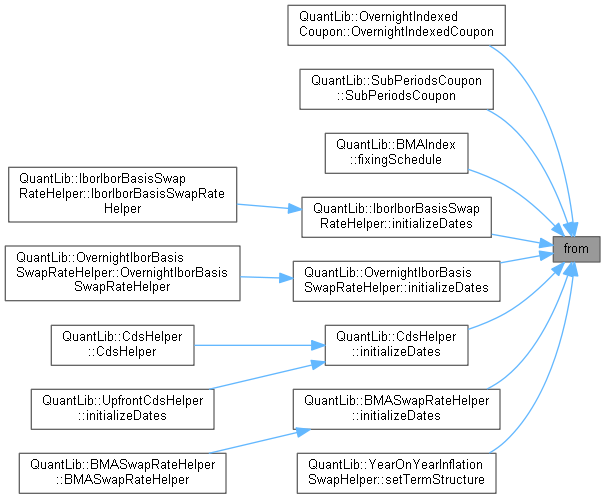 QuantLib::OvernightIndexed
Coupon::OvernightIndexedCoupon
QuantLib::SubPeriodsCoupon
::SubPeriodsCoupon
QuantLib::BMAIndex
::fixingSchedule
QuantLib::IborIborBasisSwap
RateHelper::IborIborBasisSwapRate
Helper
QuantLib::IborIborBasisSwap
RateHelper::initializeDates
from
QuantLib::OvernightIborBasis
SwapRateHelper::OvernightIborBasis
SwapRateHelper
QuantLib::OvernightIborBasis
SwapRateHelper::initializeDates
QuantLib::CdsHelper
::CdsHelper
QuantLib::CdsHelper
::initializeDates
QuantLib::UpfrontCdsHelper
::initializeDates
QuantLib::BMASwapRateHelper
::initializeDates
QuantLib::BMASwapRateHelper
::BMASwapRateHelper
QuantLib::YearOnYearInflation
SwapHelper::setTermStructure